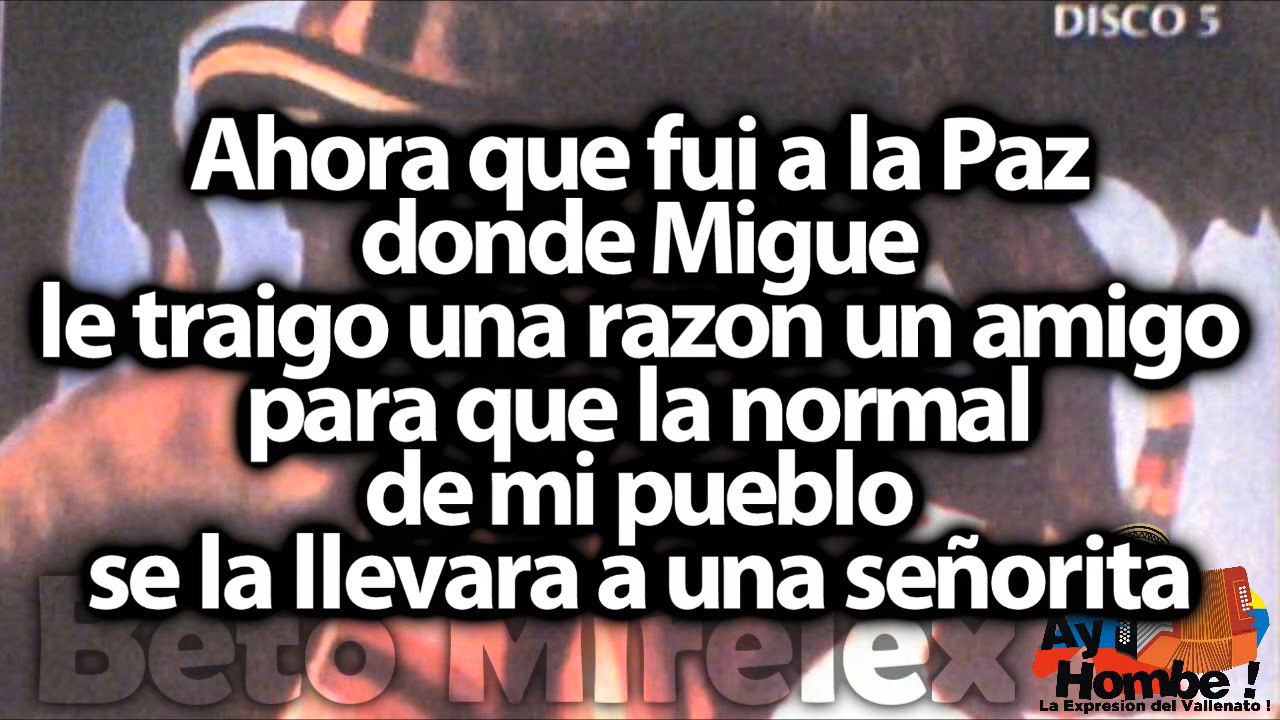 DISCO 5
Ahora que fui a la Paz
donde Migue
le traigo una razon un amigo
para que la normal
de mi pueblo
se la llevara a una señorita
Beto Mirelex
Ay
Hombe !
La Expresion del Vallenato !